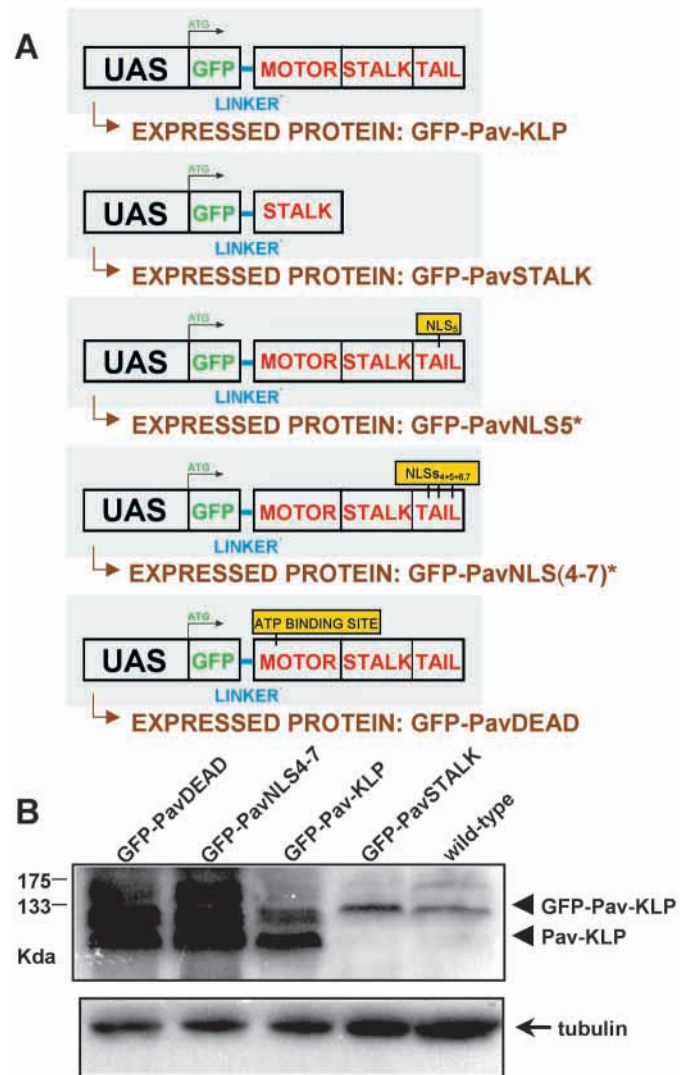 A
ATG
UAS GFP MOTOR STALK TAIL
LINKER
EXPRESSED PROTEIN: GFP-Pav-KLP
ATG
UAS GFP STALK
LINKER
EXPRESSED PROTEIN: GFP-PavSTALK
NLS5
ATG
UAS GFP MOTOR STALK TAIL
LINKER
EXPRESSED PROTEIN: GFP-PavNLS5*
NLSs4+5+6.7
ATG
UAS GFP MOTOR STALK TAIL
LINKER
EXPRESSED PROTEIN: GFP-PavNLS(4-7)*
ATP BINDING SITE
ATG
UAS GFP MOTOR STALK TAIL
LINKER
EXPRESSED PROTEIN: GFP-PavDEAD
B
GFP-PavDEAD
GFP-PavNLS4-7
GFP-Pav-KLP
GFP-PavSTALK
wild-type
175
133
Kda
GFP-Pav-KLP
Pav-KLP
tubulin